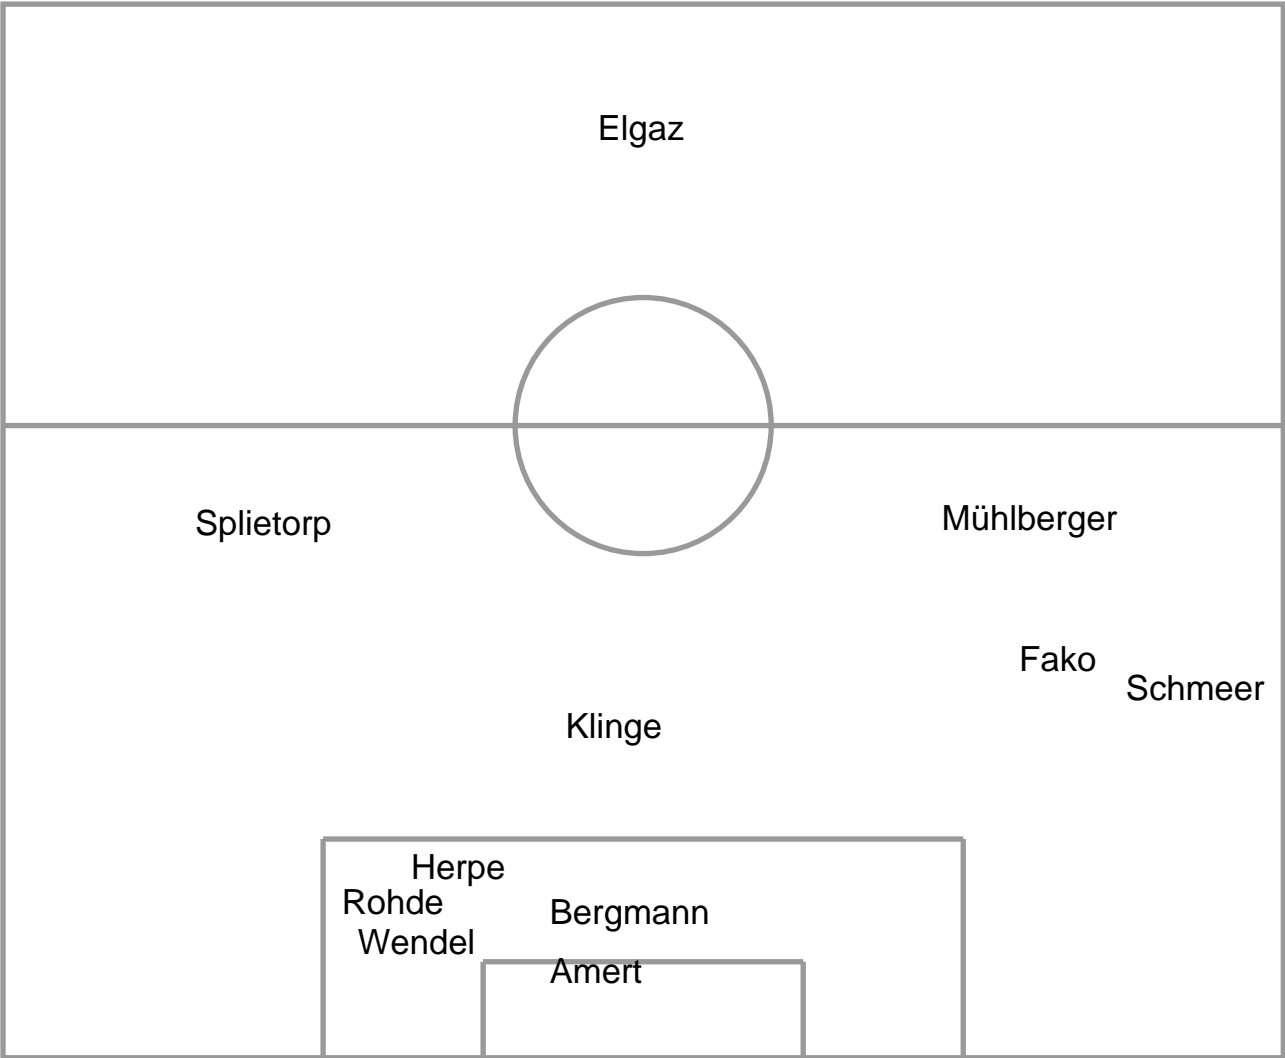 Elgaz
Splietorp
Mühlberger
Fako
Schmeer
Klinge
Herpe
Rohde
Bergmann
Wendel
Amert